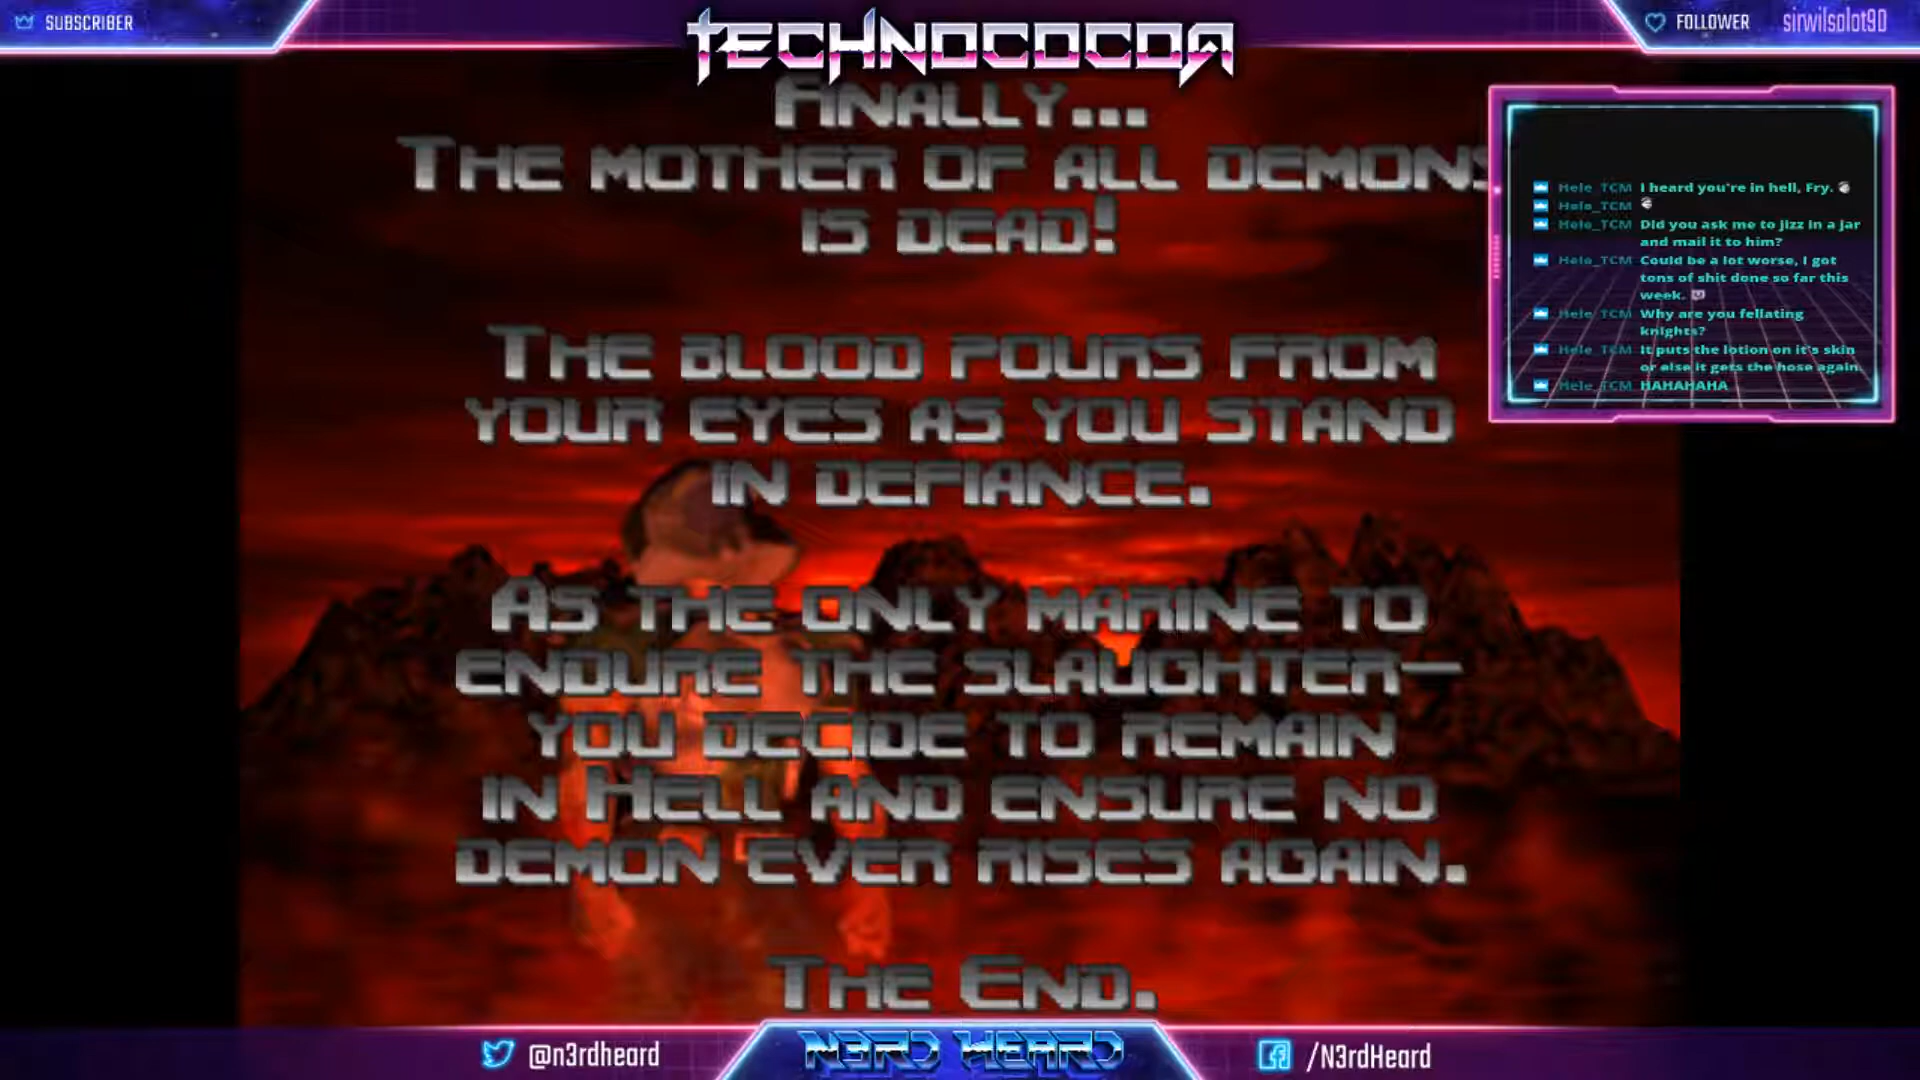 SUBSCRIBER
TECHNOCOCOA
FOLLOWER sirwilsalot90
FINALLY...
THE MOTHER OF ALL DEMONS
IS DEAD!
THE BLOOD POURS FROM
YOUR EYES AS YOU STAND
IN DEFIANCE.
AS THE ONLY MARINE TO
ENDURE THE SLAUGHTER—
YOU DECIDE TO REMAIN
IN HELL AND ENSURE NO
DEMON EVER RISES AGAIN.
THE END.
Hele_TCM I heard you're in hell, Fry.
Hele_TCM
Hele_TCM Did you ask me to jizz in a jar
and mail it to him?
Hele_TCM Could be a lot worse, I got
tons of shit done so far this
week.
Hele_TCM Why are you fellating
knights?
Hele_TCM It puts the lotion on it's skin
or else it gets the hose again.
Hele_TCM HAHAHAHA
@n3rdheard
N3RD HEARD
/N3rdHeard